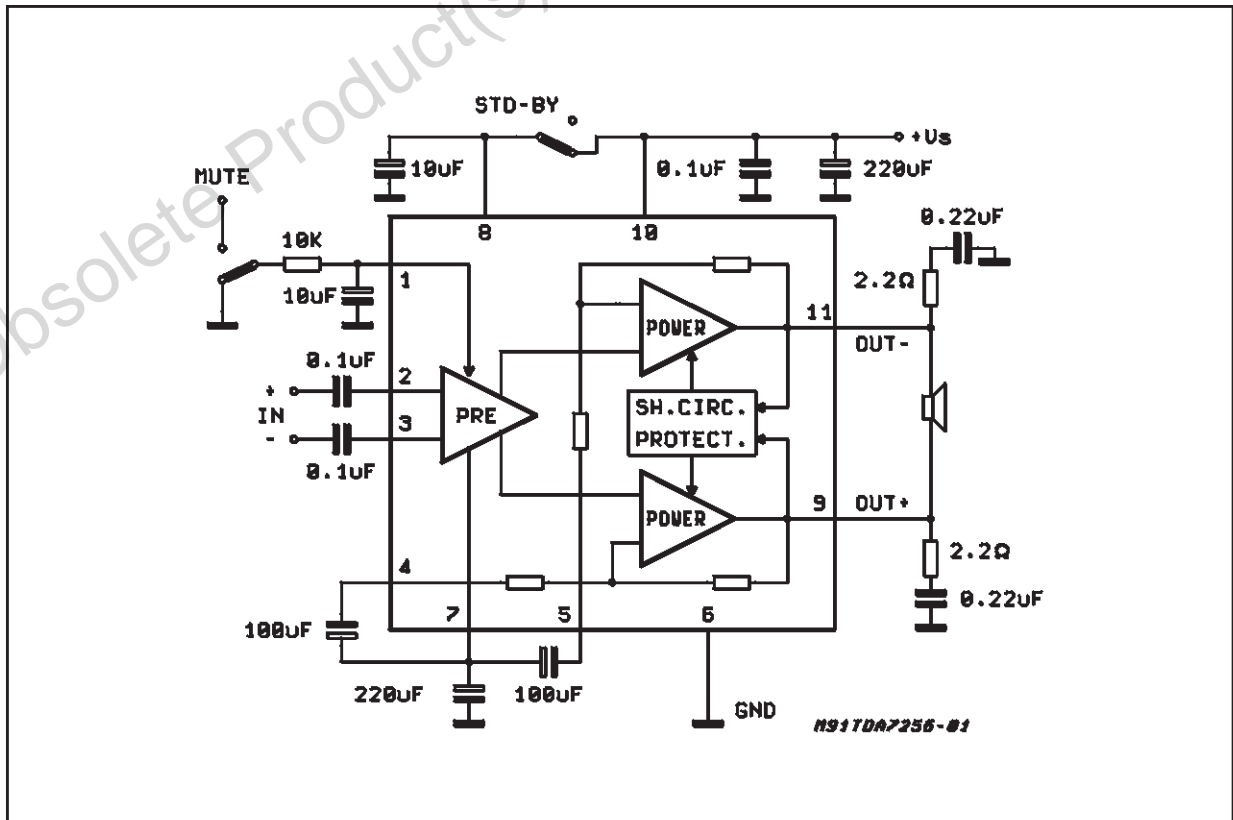 Obsolete Product(s)
STD-BY
+Vs
MUTE
10uF
0.1uF
220uF
0.22uF
8
10
10K
1
2.2Ω
10uF
11
POWER
OUT-
0.1uF
2
+
IN
-
3
PRE
SH.CIRC.
PROTECT.
0.1uF
9
OUT+
POWER
2.2Ω
4
0.22uF
7
5
6
100uF
220uF
100uF
GND
M91TDA7256-01